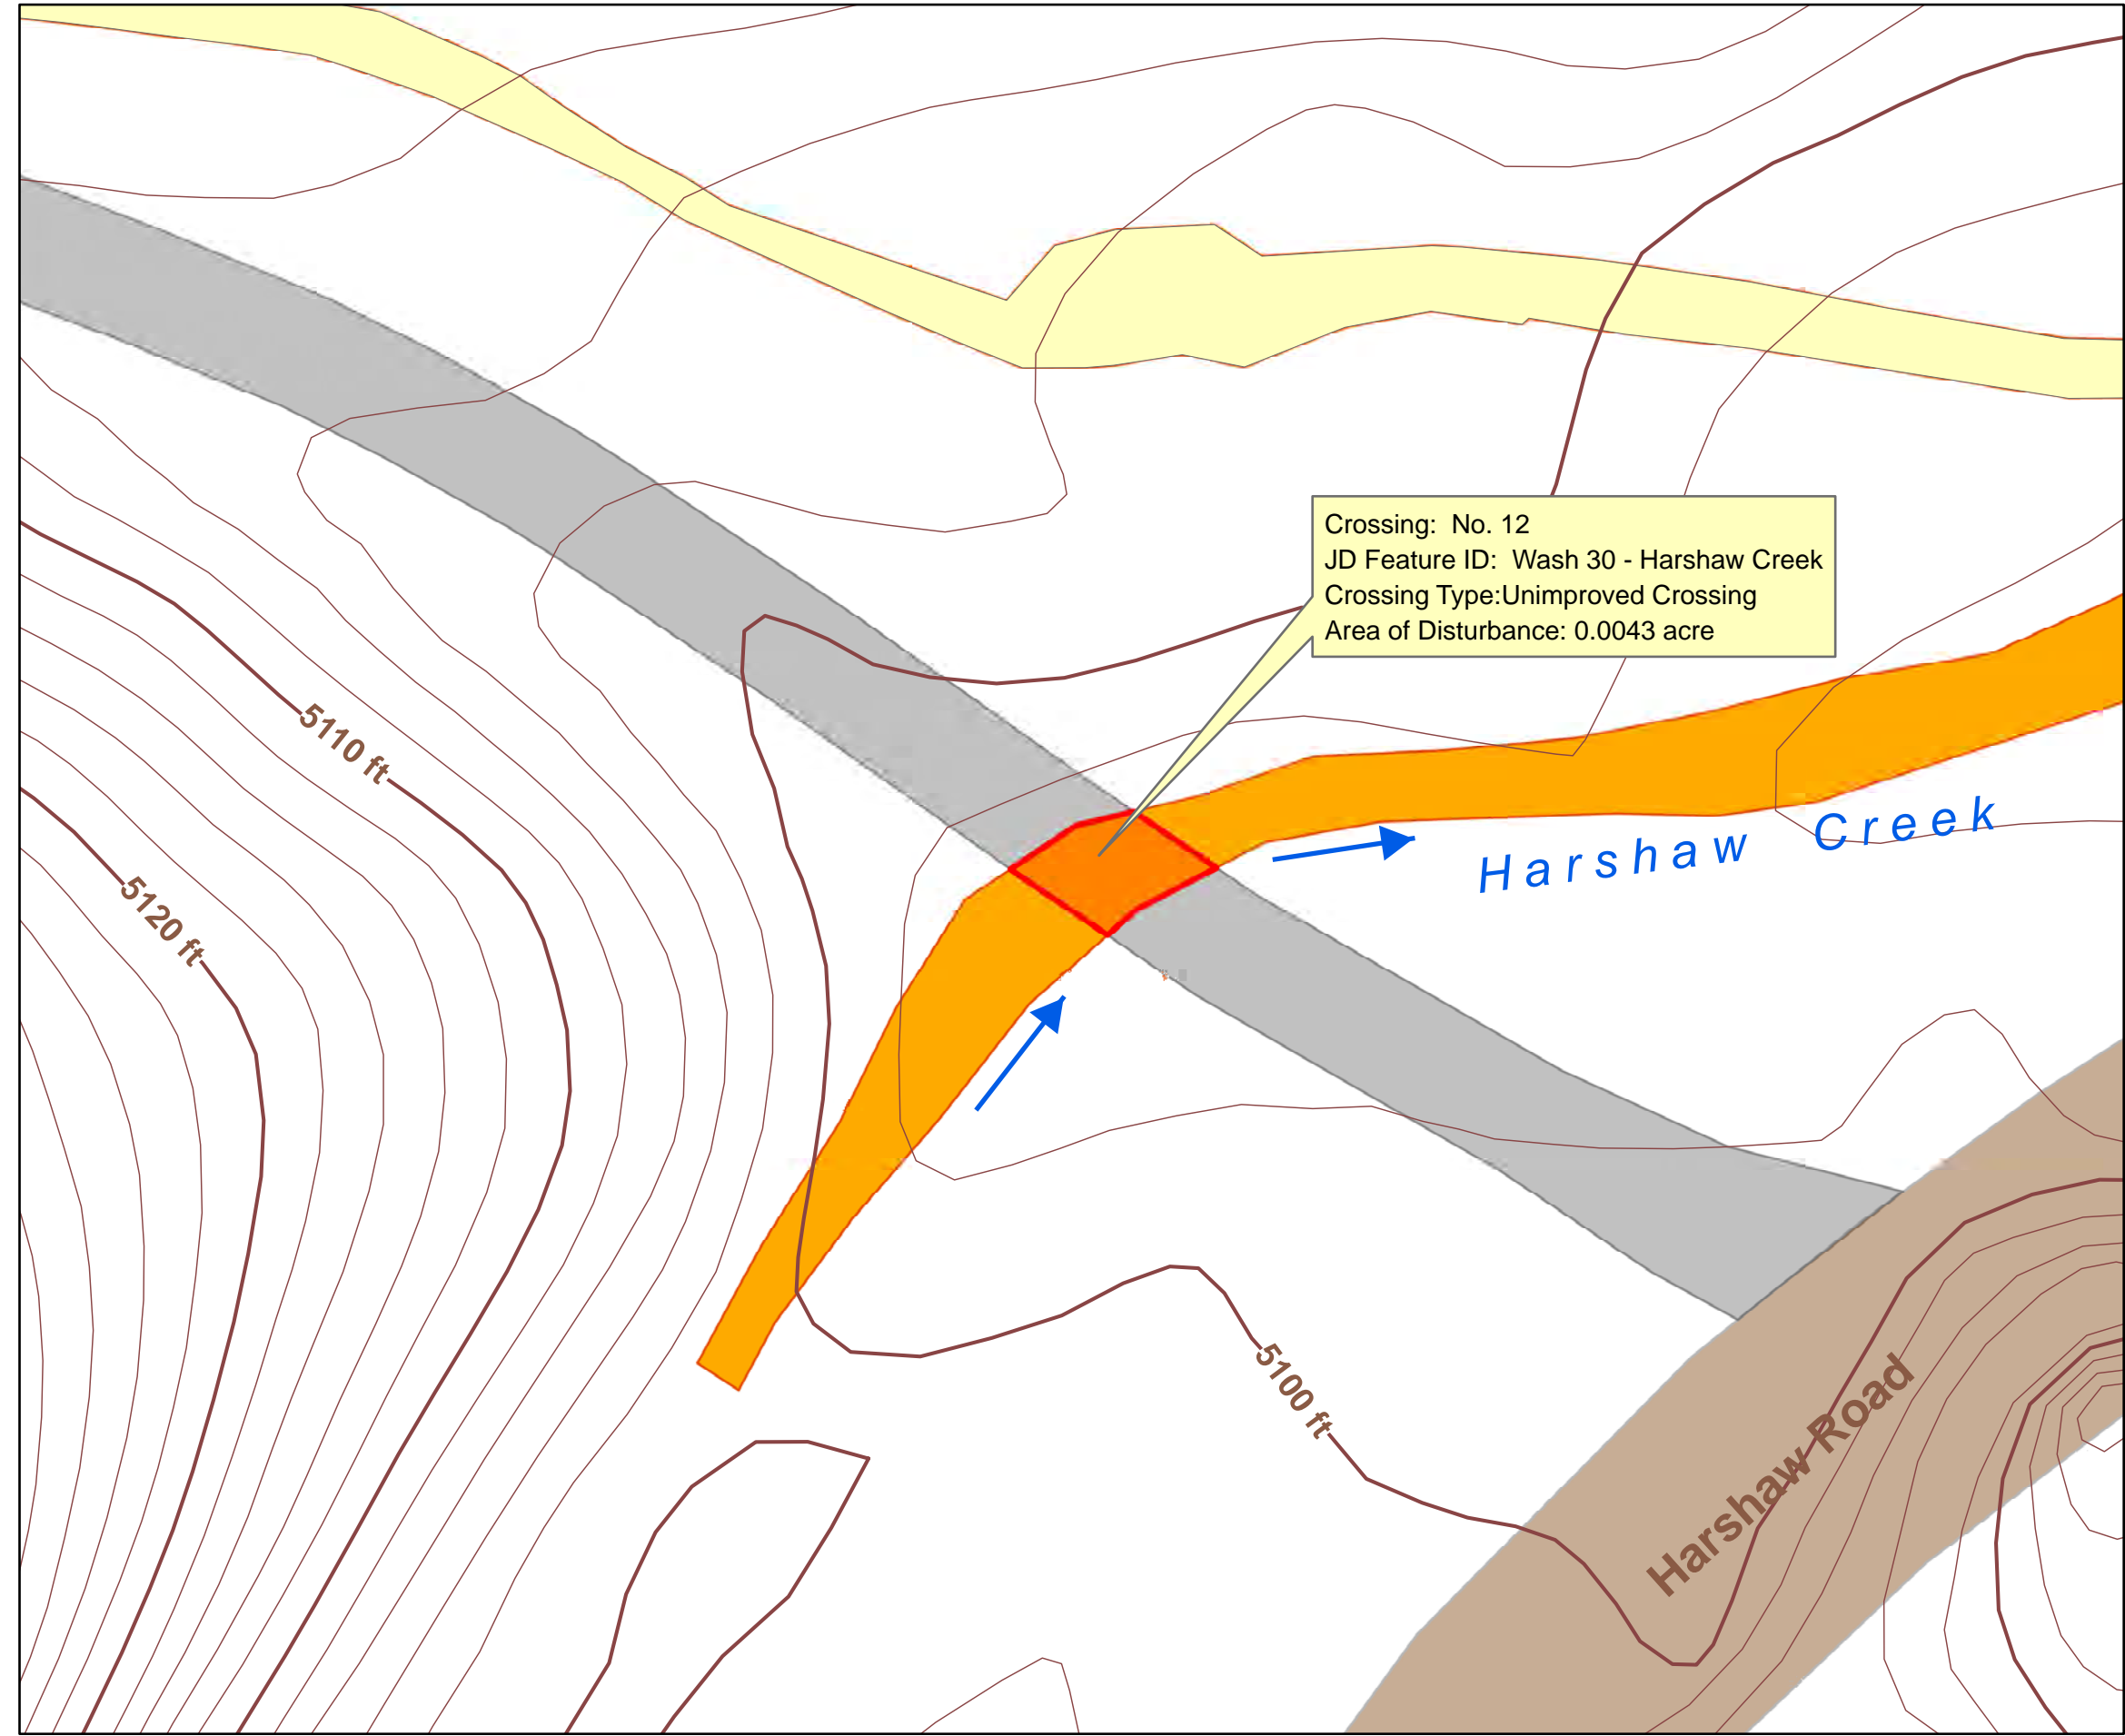 Crossing:  No. 12
JD Feature ID:  Wash 30 - Harshaw Creek
Crossing Type:Unimproved Crossing
Area of Disturbance: 0.0043 acre
5110 ft
Harshaw Creek
5120 ft
5100 ft
Harshaw Road